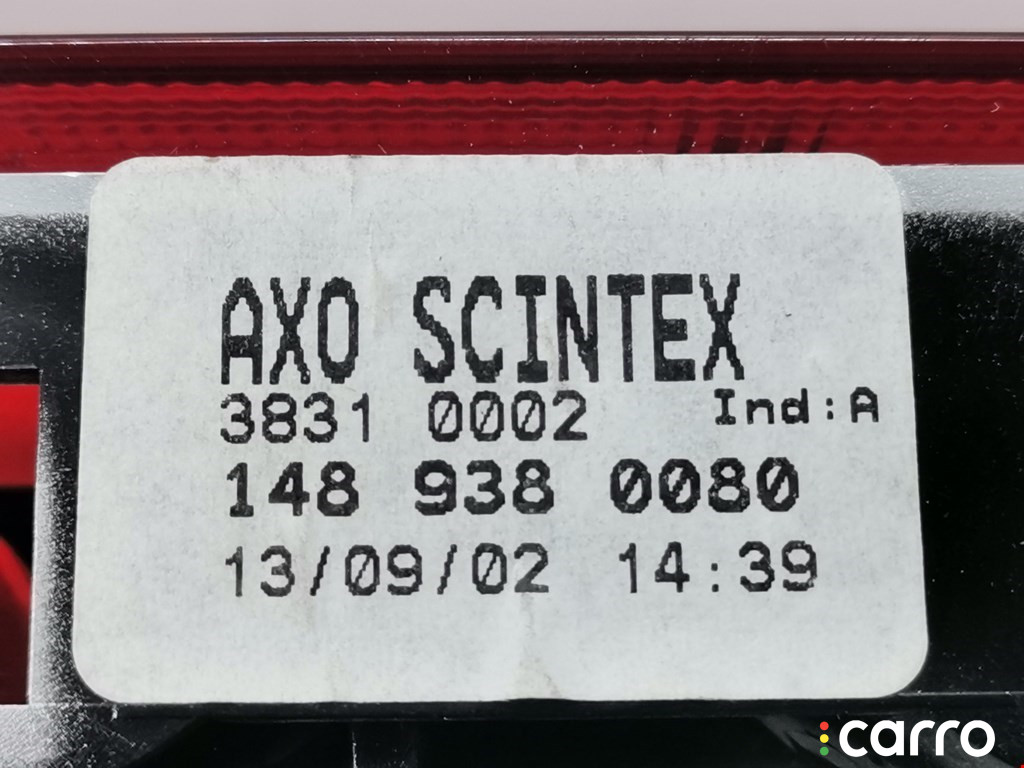 AXO SCINTEX
3831 0002 Ind:A
148 938 0080
13/09/02 14:39
carro